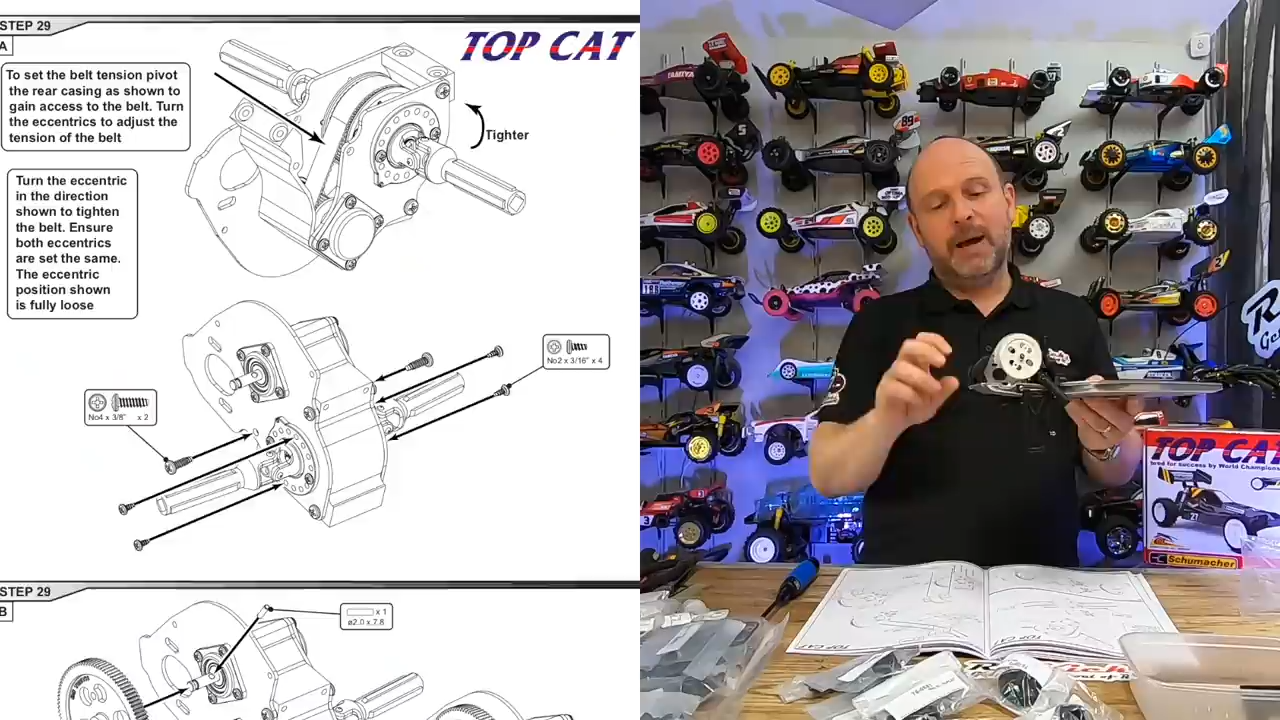 STEP 29
A
TOP CAT
To set the belt tension pivot
the rear casing as shown to
gain access to the belt. Turn
the eccentrics to adjust the
tension of the belt
Tighter
Turn the eccentric
in the direction
shown to tighten
the belt. Ensure
both eccentrics
are set the same.
The eccentric
position shown
is fully loose
No2 x 3/16" x 4
No4 x 3/8" x 2
STEP 29
B
x 1
ø2.0 x 7.8
TOP CAT
Schumacher